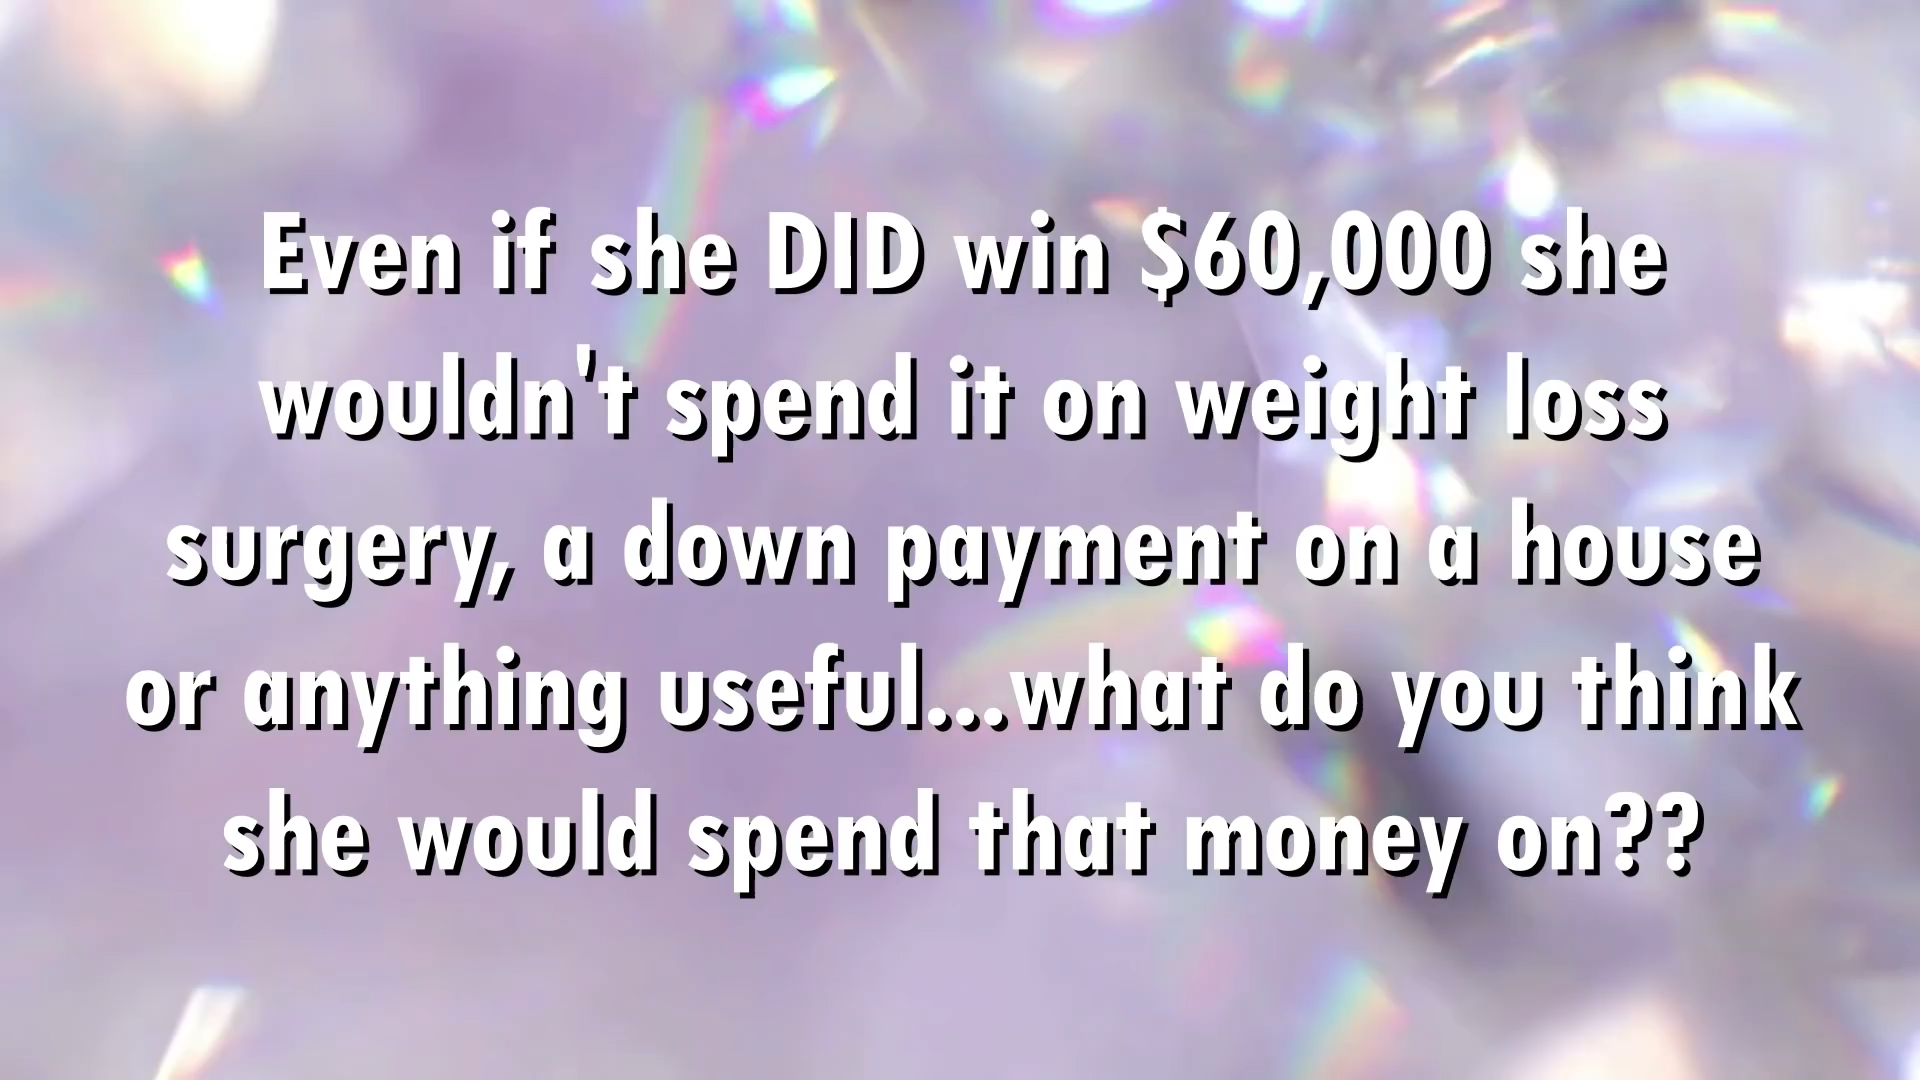 Even if she DID win $60,000 she
wouldn't spend it on weight loss
surgery, a down payment on a house
or anything useful...what do you think
she would spend that money on??